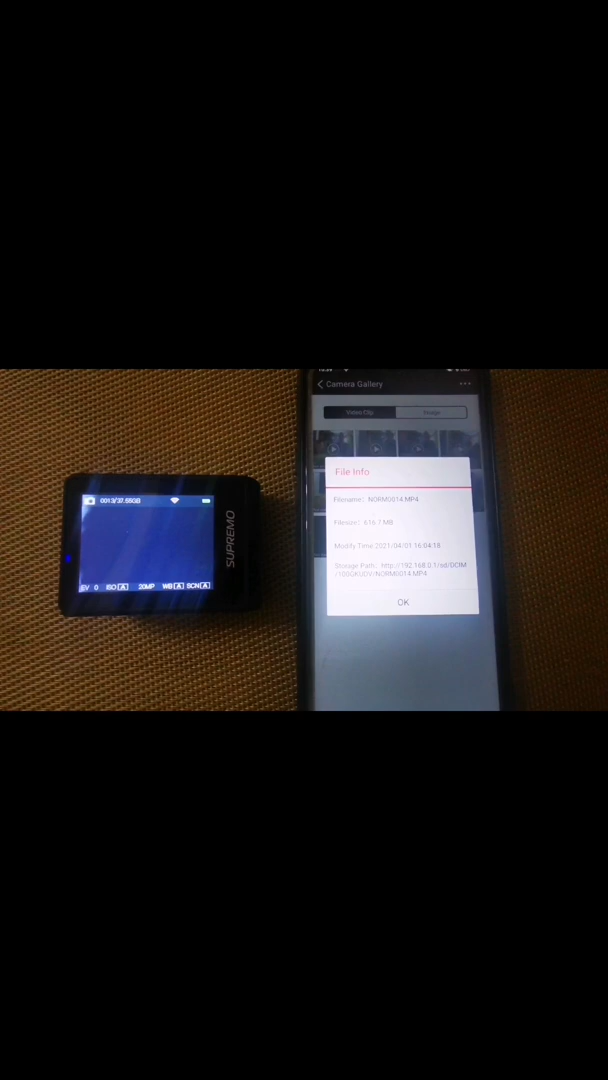 0013/37.55GB
EV 0 ISO A 20MP WB A SCN A
SUPREMO
Camera Gallery
Video Clip Image
File Info
Filename: NORM0014.MP4
Filesize: 616.7 MB
Modify Time:2021/04/01 16:04:18
Storage Path: http://192.168.0.1/sd/DCIM
/100GKUDV/NORM0014.MP4
OK